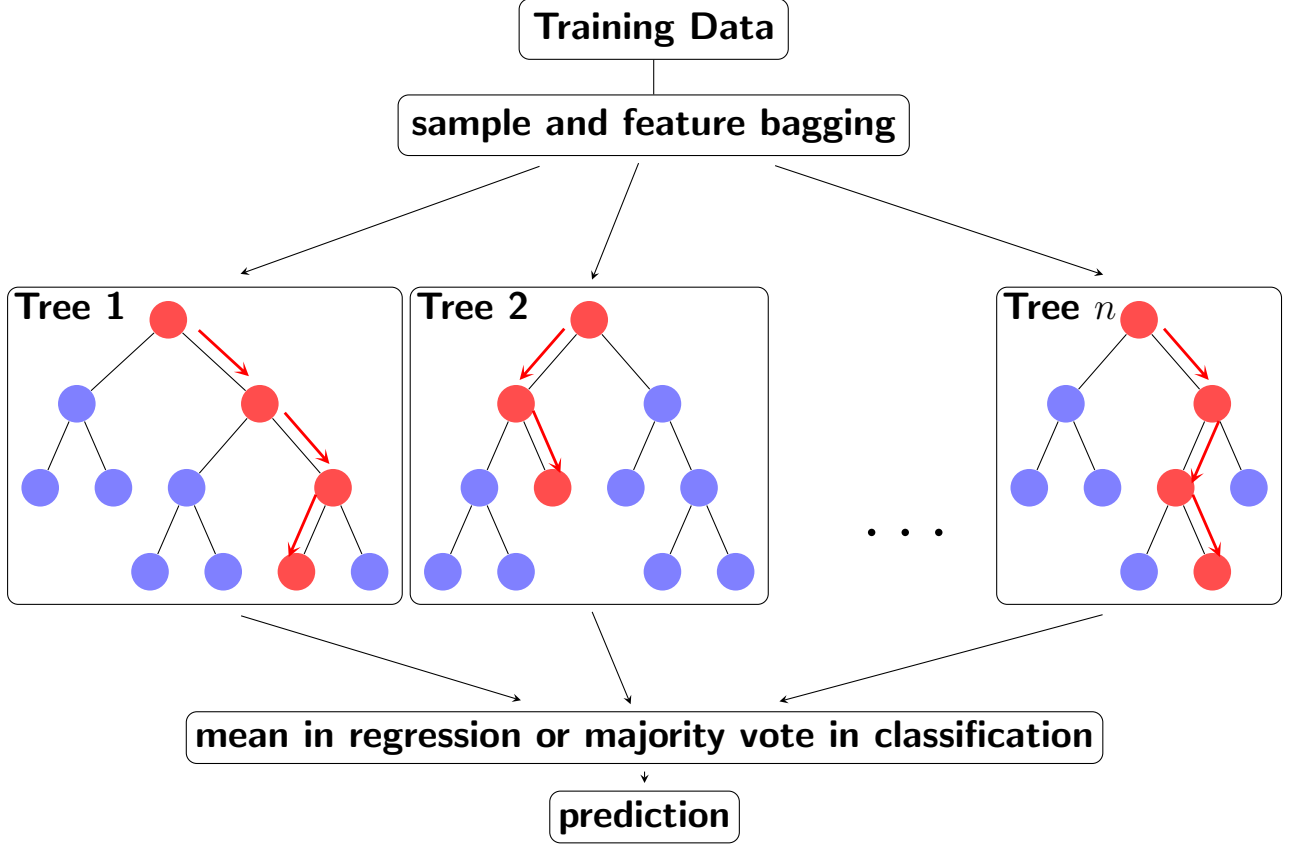 Training Data
sample and feature bagging
Tree 1
Tree 2
Tree n
. . .
mean in regression or majority vote in classification
prediction